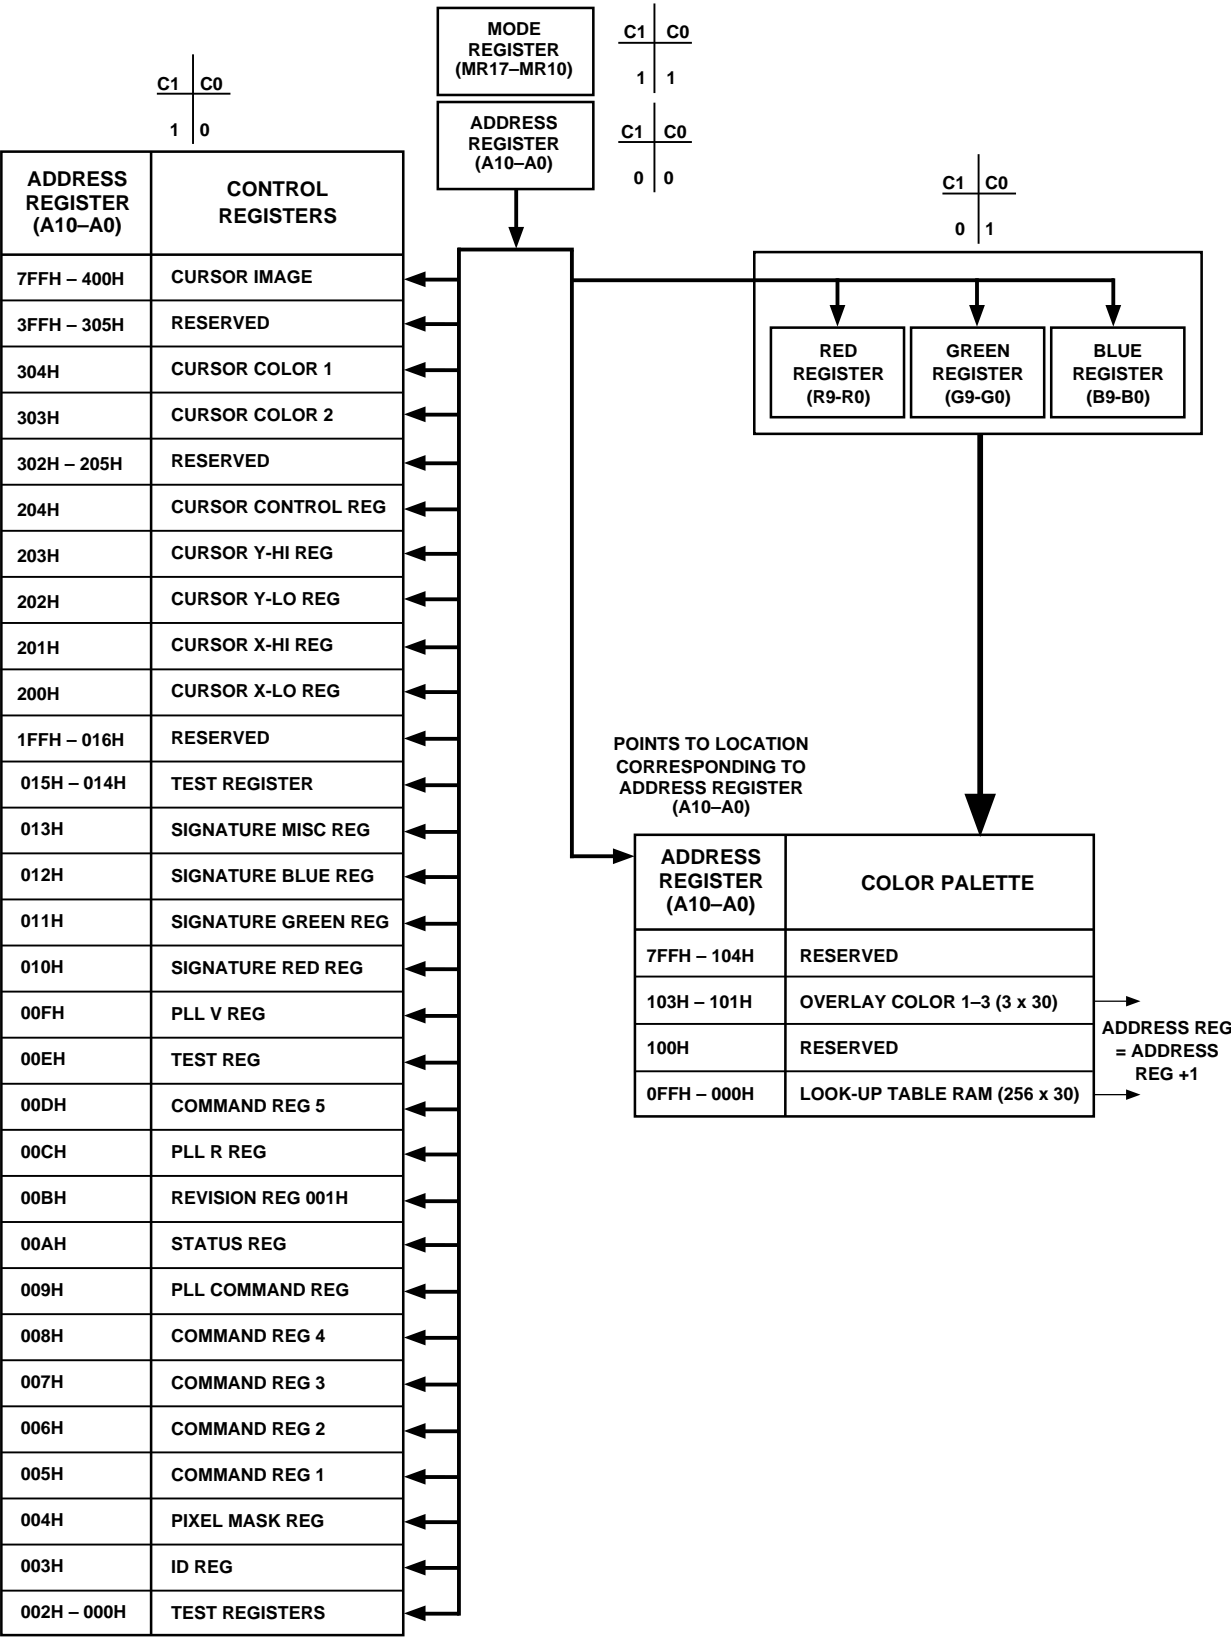 MODE
REGISTER
(MR17–MR10)
C1 C0
1 1
ADDRESS
REGISTER
(A10–A0)
C1 C0
0 0
C1 C0
1 0
ADDRESS
REGISTER
(A10–A0)
CONTROL
REGISTERS
7FFH – 400H CURSOR IMAGE
3FFH – 305H RESERVED
304H CURSOR COLOR 1
303H CURSOR COLOR 2
302H – 205H RESERVED
204H CURSOR CONTROL REG
203H CURSOR Y-HI REG
202H CURSOR Y-LO REG
201H CURSOR X-HI REG
200H CURSOR X-LO REG
1FFH – 016H RESERVED
015H – 014H TEST REGISTER
013H SIGNATURE MISC REG
012H SIGNATURE BLUE REG
011H SIGNATURE GREEN REG
010H SIGNATURE RED REG
00FH PLL V REG
00EH TEST REG
00DH COMMAND REG 5
00CH PLL R REG
00BH REVISION REG 001H
00AH STATUS REG
009H PLL COMMAND REG
008H COMMAND REG 4
007H COMMAND REG 3
006H COMMAND REG 2
005H COMMAND REG 1
004H PIXEL MASK REG
003H ID REG
002H – 000H TEST REGISTERS
C1 C0
0 1
RED
REGISTER
(R9-R0)
GREEN
REGISTER
(G9-G0)
BLUE
REGISTER
(B9-B0)
POINTS TO LOCATION
CORRESPONDING TO
ADDRESS REGISTER
(A10–A0)
ADDRESS
REGISTER
(A10–A0)
COLOR PALETTE
7FFH – 104H RESERVED
103H – 101H OVERLAY COLOR 1–3 (3 x 30)
100H RESERVED
0FFH – 000H LOOK-UP TABLE RAM (256 x 30)
ADDRESS REG
= ADDRESS
REG +1